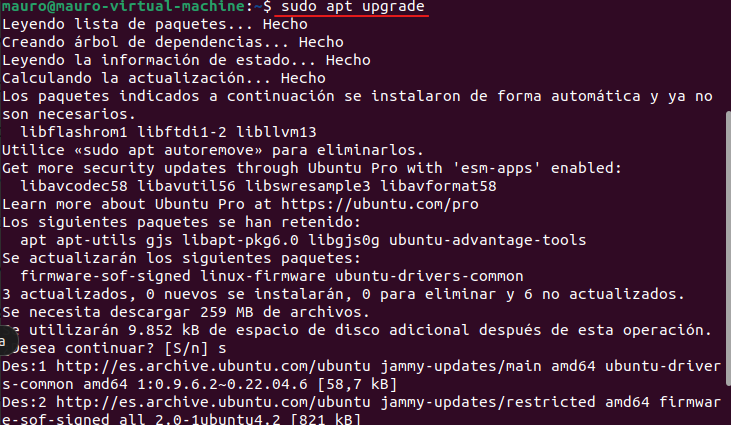 mauro@mauro-virtual-machine:~$ sudo apt upgrade
Leyendo lista de paquetes... Hecho
Creando árbol de dependencias... Hecho
Leyendo la información de estado... Hecho
Calculando la actualización... Hecho
Los paquetes indicados a continuación se instalaron de forma automática y ya no
son necesarios.
  libflashrom1 libftdi1-2 libllvm13
Utilice «sudo apt autoremove» para eliminarlos.
Get more security updates through Ubuntu Pro with 'esm-apps' enabled:
  libavcodec58 libavutil56 libswresample3 libavformat58
Learn more about Ubuntu Pro at https://ubuntu.com/pro
Los siguientes paquetes se han retenido:
  apt apt-utils gjs libapt-pkg6.0 libgjs0g ubuntu-advantage-tools
Se actualizarán los siguientes paquetes:
  firmware-sof-signed linux-firmware ubuntu-drivers-common
3 actualizados, 0 nuevos se instalarán, 0 para eliminar y 6 no actualizados.
Se necesita descargar 259 MB de archivos.
e utilizarán 9.852 kB de espacio de disco adicional después de esta operación.
a
Desea continuar? [S/n] s
Des:1 http://es.archive.ubuntu.com/ubuntu jammy-updates/main amd64 ubuntu-driver
s-common amd64 1:0.9.6.2~0.22.04.6 [58,7 kB]
Des:2 http://es.archive.ubuntu.com/ubuntu jammy-updates/restricted amd64 firmwar
e-sof-signed all 2.0-1ubuntu4.2 [821 kB]